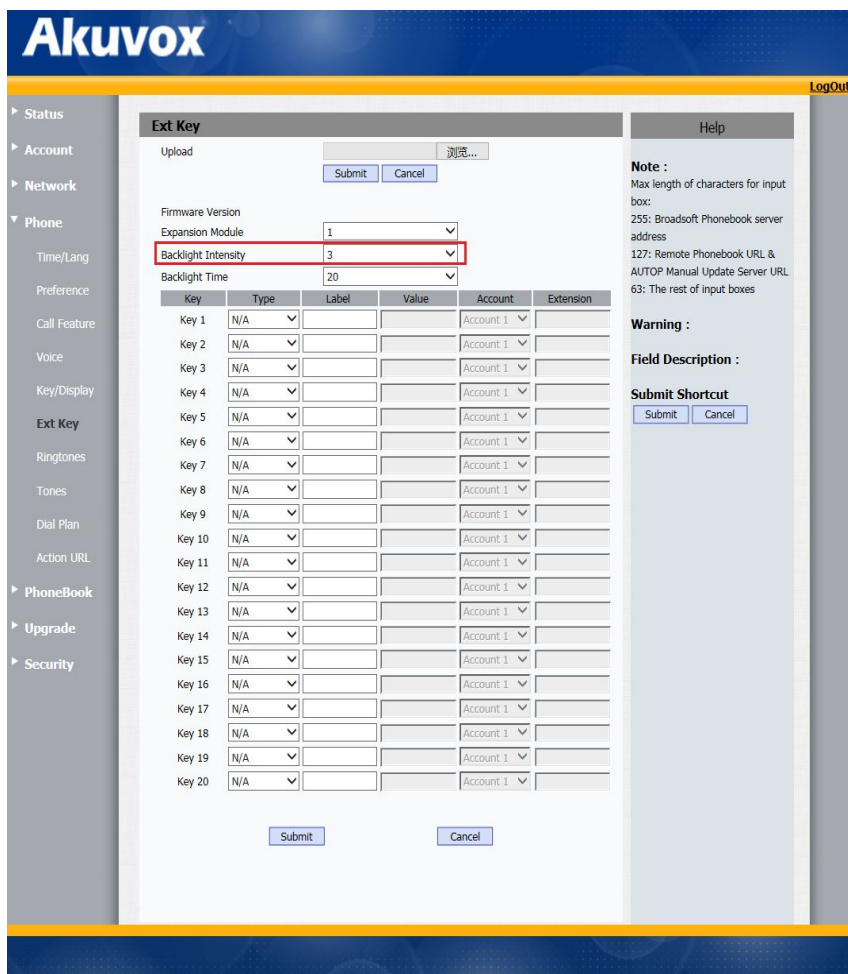 Akuvox
LogOut
Status
Account
Network
Phone
Time/Lang
Preference
Call Feature
Voice
Key/Display
Ext Key
Ringtones
Tones
Dial Plan
Action URL
PhoneBook
Upgrade
Security
Ext Key
Upload 浏览...
Submit Cancel
Firmware Version
Expansion Module 1
Backlight Intensity 3
Backlight Time 20
Key Type Label Value Account Extension
Key 1 N/A Account 1
Key 2 N/A Account 1
Key 3 N/A Account 1
Key 4 N/A Account 1
Key 5 N/A Account 1
Key 6 N/A Account 1
Key 7 N/A Account 1
Key 8 N/A Account 1
Key 9 N/A Account 1
Key 10 N/A Account 1
Key 11 N/A Account 1
Key 12 N/A Account 1
Key 13 N/A Account 1
Key 14 N/A Account 1
Key 15 N/A Account 1
Key 16 N/A Account 1
Key 17 N/A Account 1
Key 18 N/A Account 1
Key 19 N/A Account 1
Key 20 N/A Account 1
Submit Cancel
Help
Note :
Max length of characters for input
box:
255: Broadsoft Phonebook server
address
127: Remote Phonebook URL &
AUTOP Manual Update Server URL
63: The rest of input boxes
Warning :
Field Description :
Submit Shortcut
Submit Cancel